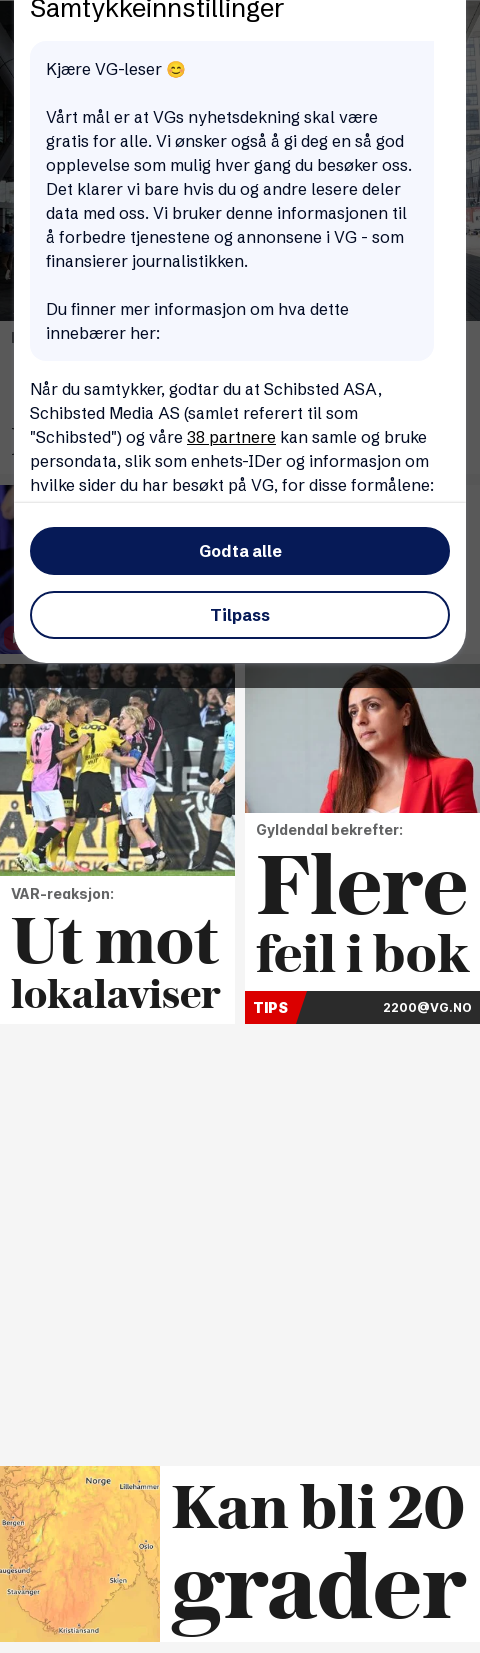 Samtykkeinnstillinger
Kjære VG-leser 😊
Vårt mål er at VGs nyhetsdekning skal være
gratis for alle. Vi ønsker også å gi deg en så god
opplevelse som mulig hver gang du besøker oss.
Det klarer vi bare hvis du og andre lesere deler
data med oss. Vi bruker denne informasjonen til
å forbedre tjenestene og annonsene i VG - som
finansierer journalistikken.
Du finner mer informasjon om hva dette
innebærer her:
Når du samtykker, godtar du at Schibsted ASA,
Schibsted Media AS (samlet referert til som
"Schibsted") og våre 38 partnere kan samle og bruke
persondata, slik som enhets-IDer og informasjon om
hvilke sider du har besøkt på VG, for disse formålene:
Godta alle
Tilpass
VAR-reaksjon:
Ut mot
lokalaviser
Gyldendal bekrefter:
Flere
feil i bok
TIPS 2200@VG.NO
Norge
Lillehammer
Bergen
Oslo
Skien
Stavanger
Kristiansand
Kan bli 20
grader